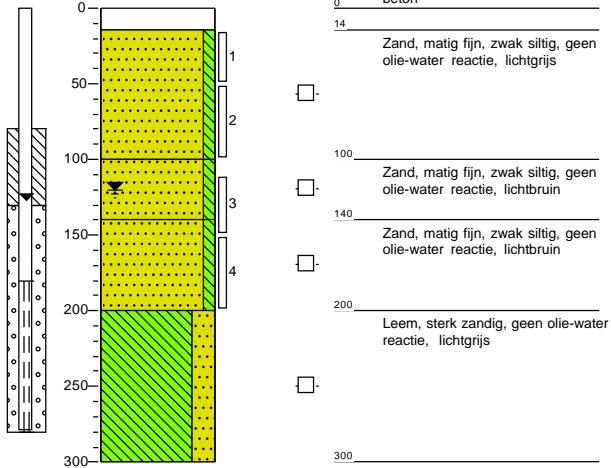 0
beton
0
14
Zand, matig fijn, zwak siltig, geen
olie-water reactie, lichtgrijs
1
50
2
100
100
Zand, matig fijn, zwak siltig, geen
olie-water reactie, lichtbruin
3
140
Zand, matig fijn, zwak siltig, geen
olie-water reactie, lichtbruin
150
4
200
200
Leem, sterk zandig, geen olie-water
reactie, lichtgrijs
250
300
300